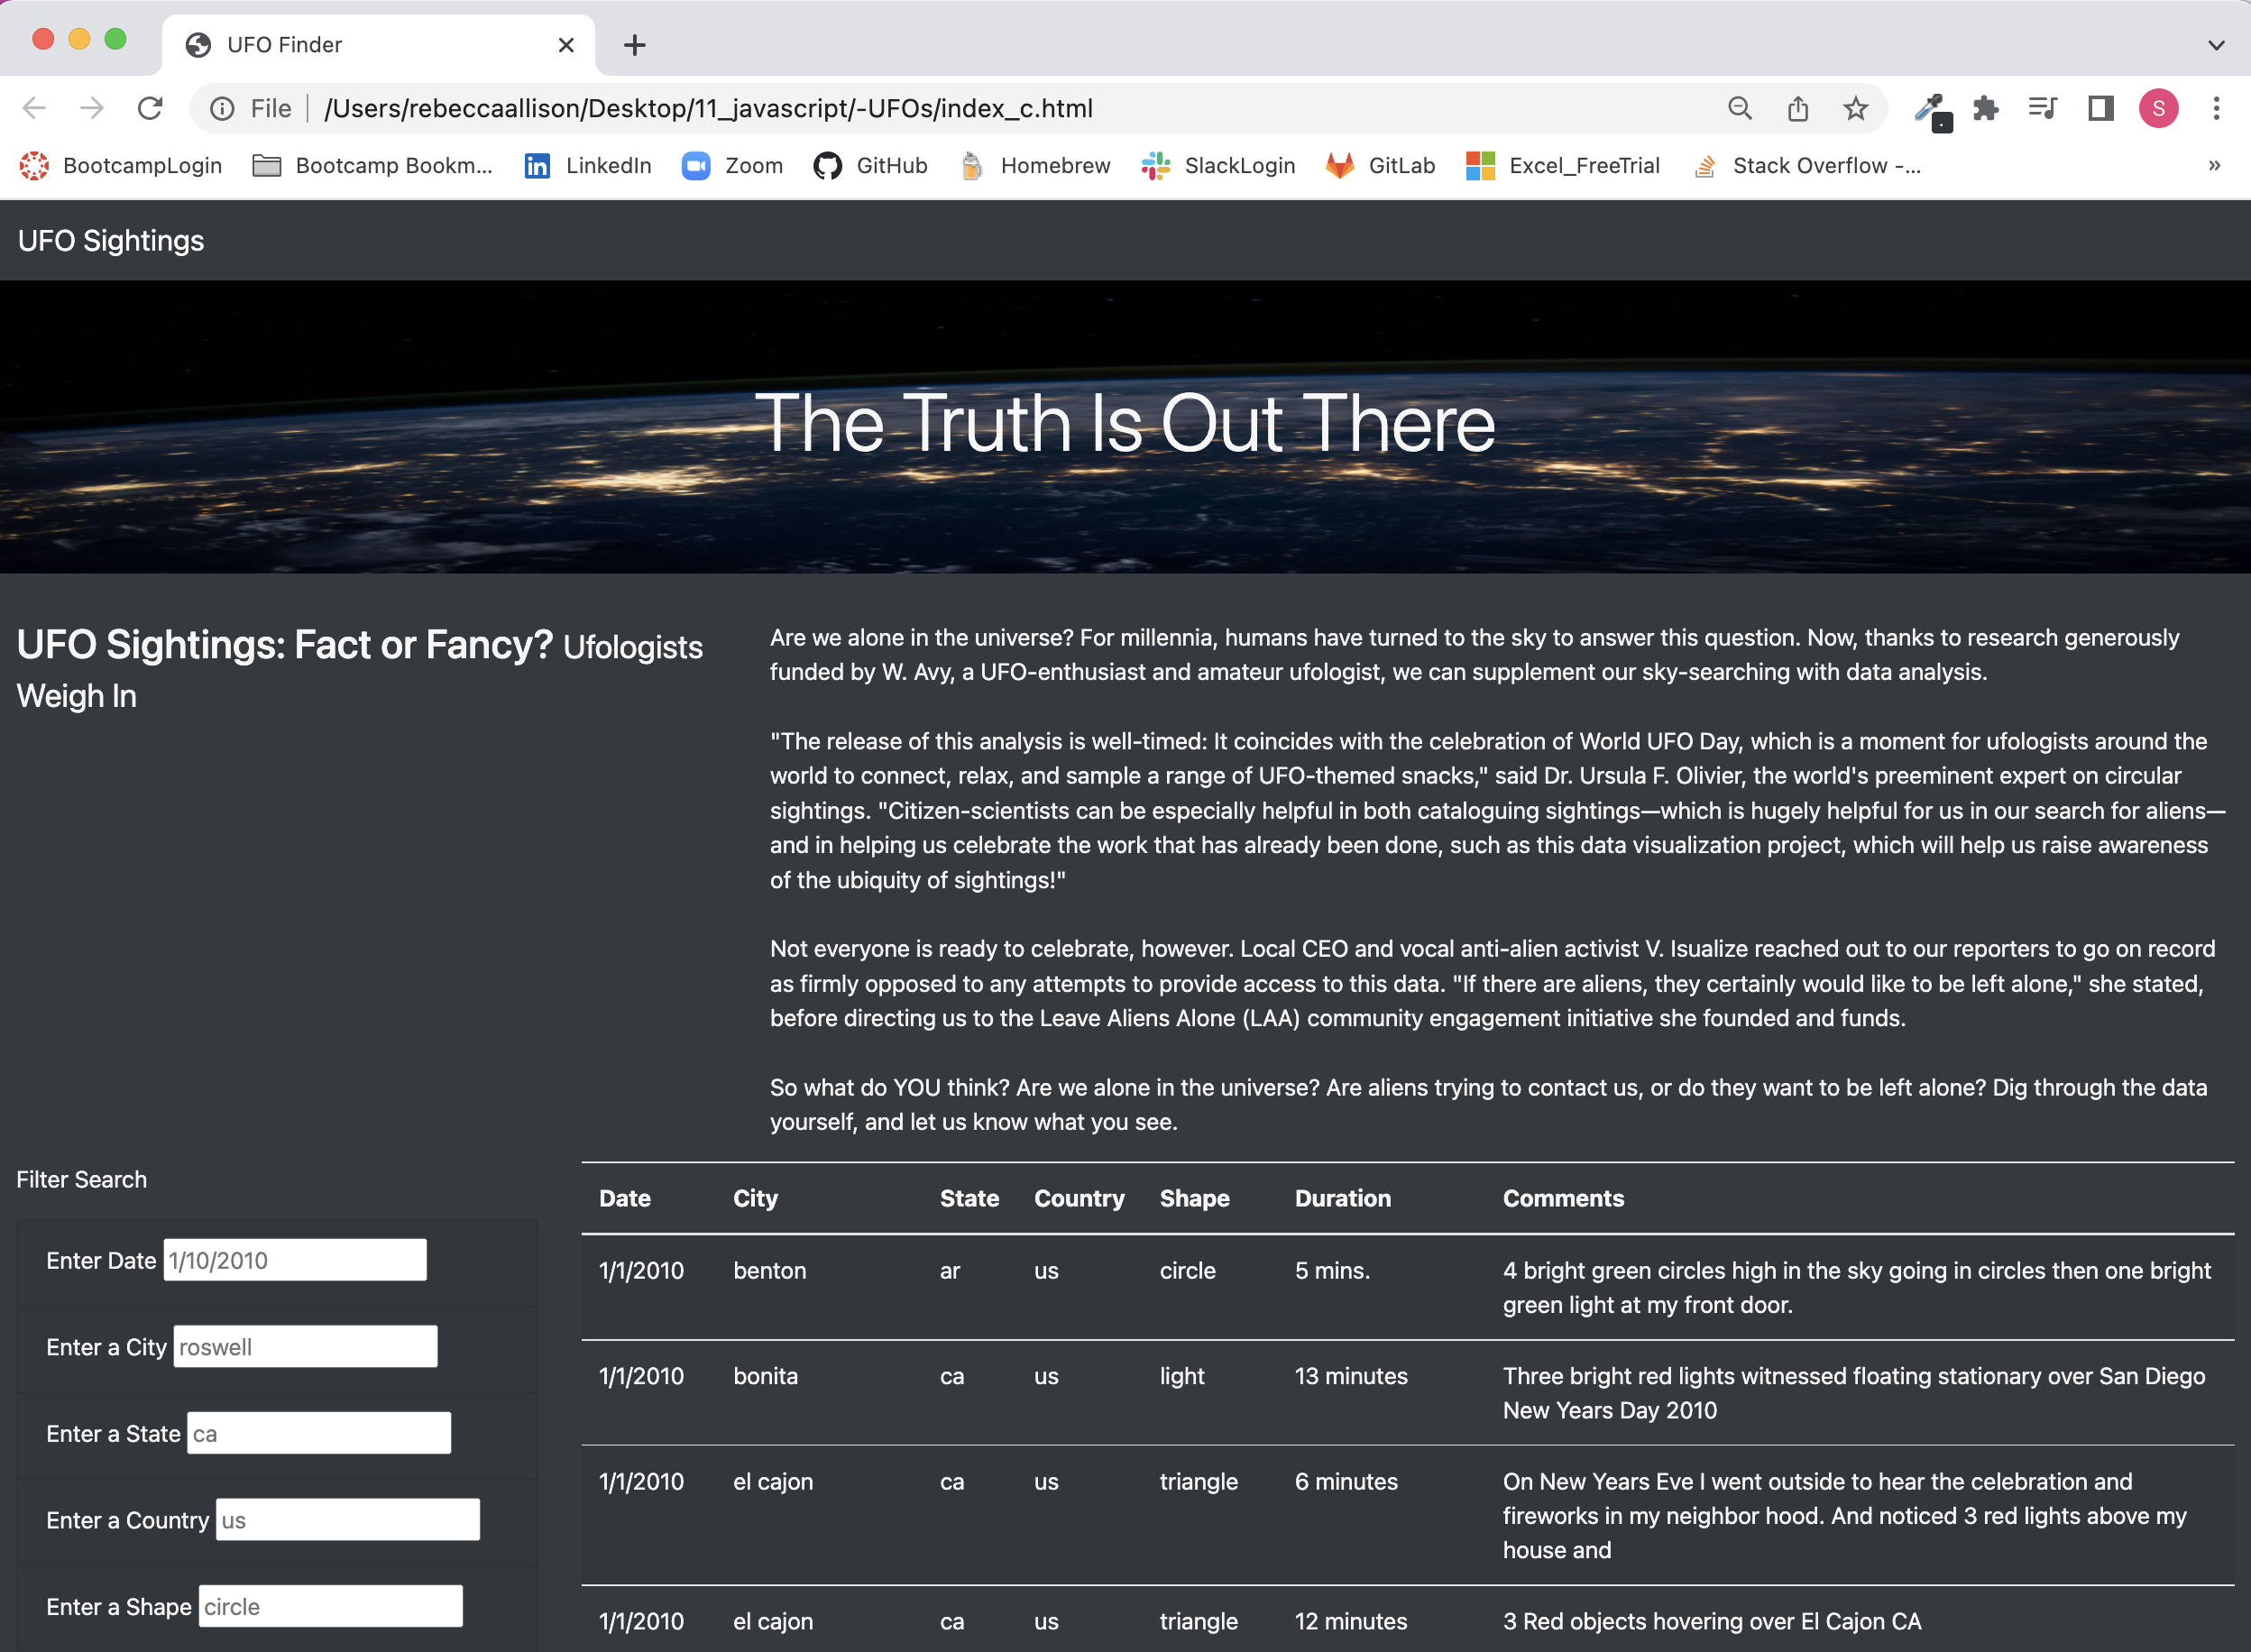 UFO Finder
File /Users/rebeccaallison/Desktop/11_javascript/-UFOs/index_c.html
S
BootcampLogin Bootcamp Bookm... LinkedIn Zoom GitHub Homebrew SlackLogin GitLab Excel_FreeTrial Stack Overflow -... »
UFO Sightings
The Truth Is Out There
UFO Sightings: Fact or Fancy? Ufologists
Weigh In
Are we alone in the universe? For millennia, humans have turned to the sky to answer this question. Now, thanks to research generously
funded by W. Avy, a UFO-enthusiast and amateur ufologist, we can supplement our sky-searching with data analysis.
"The release of this analysis is well-timed: It coincides with the celebration of World UFO Day, which is a moment for ufologists around the
world to connect, relax, and sample a range of UFO-themed snacks," said Dr. Ursula F. Olivier, the world's preeminent expert on circular
sightings. "Citizen-scientists can be especially helpful in both cataloguing sightings—which is hugely helpful for us in our search for aliens—
and in helping us celebrate the work that has already been done, such as this data visualization project, which will help us raise awareness
of the ubiquity of sightings!"
Not everyone is ready to celebrate, however. Local CEO and vocal anti-alien activist V. Isualize reached out to our reporters to go on record
as firmly opposed to any attempts to provide access to this data. "If there are aliens, they certainly would like to be left alone," she stated,
before directing us to the Leave Aliens Alone (LAA) community engagement initiative she founded and funds.
So what do YOU think? Are we alone in the universe? Are aliens trying to contact us, or do they want to be left alone? Dig through the data
yourself, and let us know what you see.
Filter Search
Enter Date 1/10/2010
Enter a City roswell
Enter a State ca
Enter a Country us
Enter a Shape circle
Date City State Country Shape Duration Comments
1/1/2010 benton ar us circle 5 mins. 4 bright green circles high in the sky going in circles then one bright
green light at my front door.
1/1/2010 bonita ca us light 13 minutes Three bright red lights witnessed floating stationary over San Diego
New Years Day 2010
1/1/2010 el cajon ca us triangle 6 minutes On New Years Eve I went outside to hear the celebration and
fireworks in my neighbor hood. And noticed 3 red lights above my
house and
1/1/2010 el cajon ca us triangle 12 minutes 3 Red objects hovering over El Cajon CA